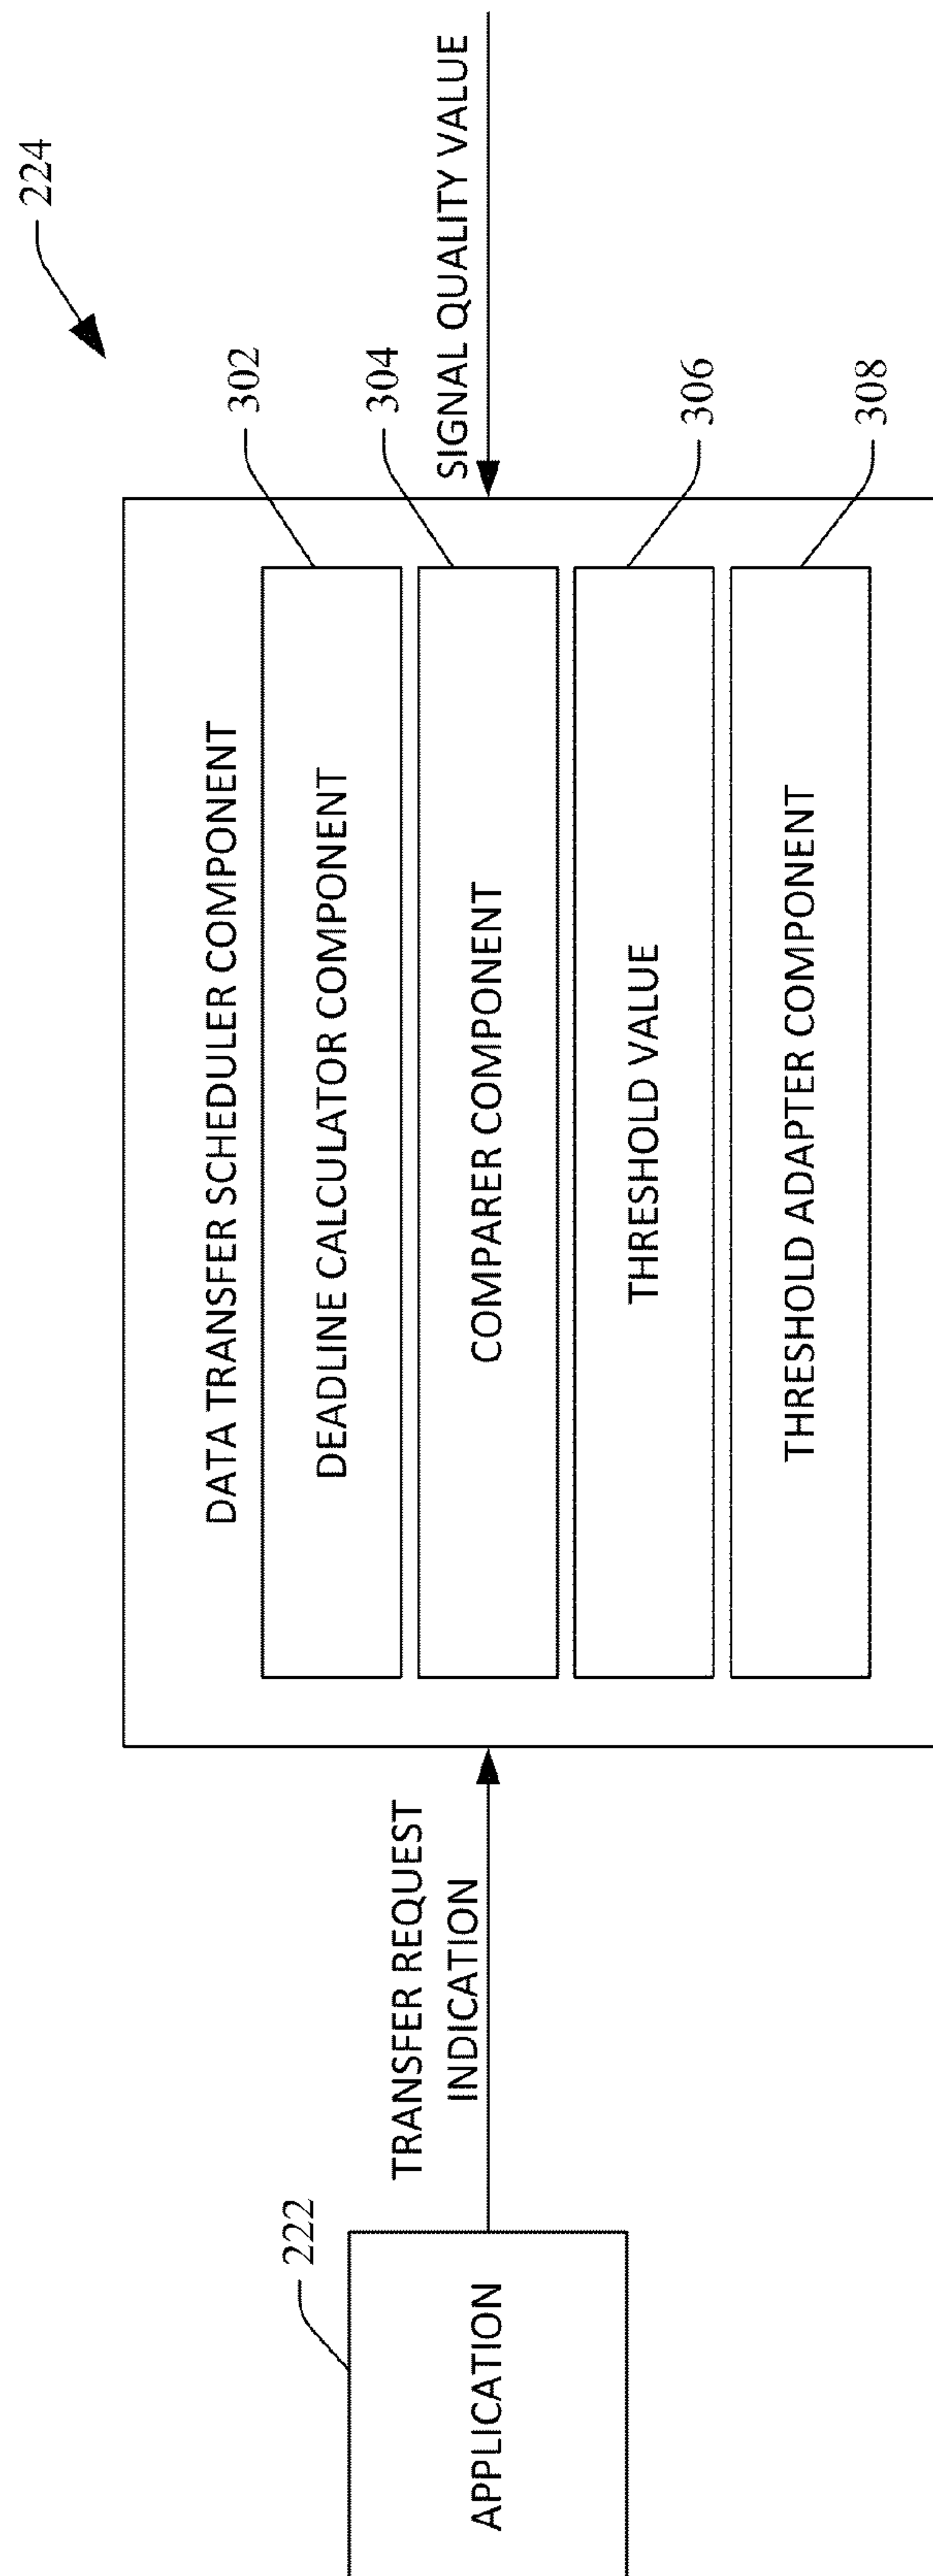 224
DATA TRANSFER SCHEDULER COMPONENT
302
DEADLINE CALCULATOR COMPONENT
304
COMPARER COMPONENT
306
THRESHOLD VALUE
308
THRESHOLD ADAPTER COMPONENT
SIGNAL QUALITY VALUE
TRANSFER REQUEST
INDICATION
222
APPLICATION